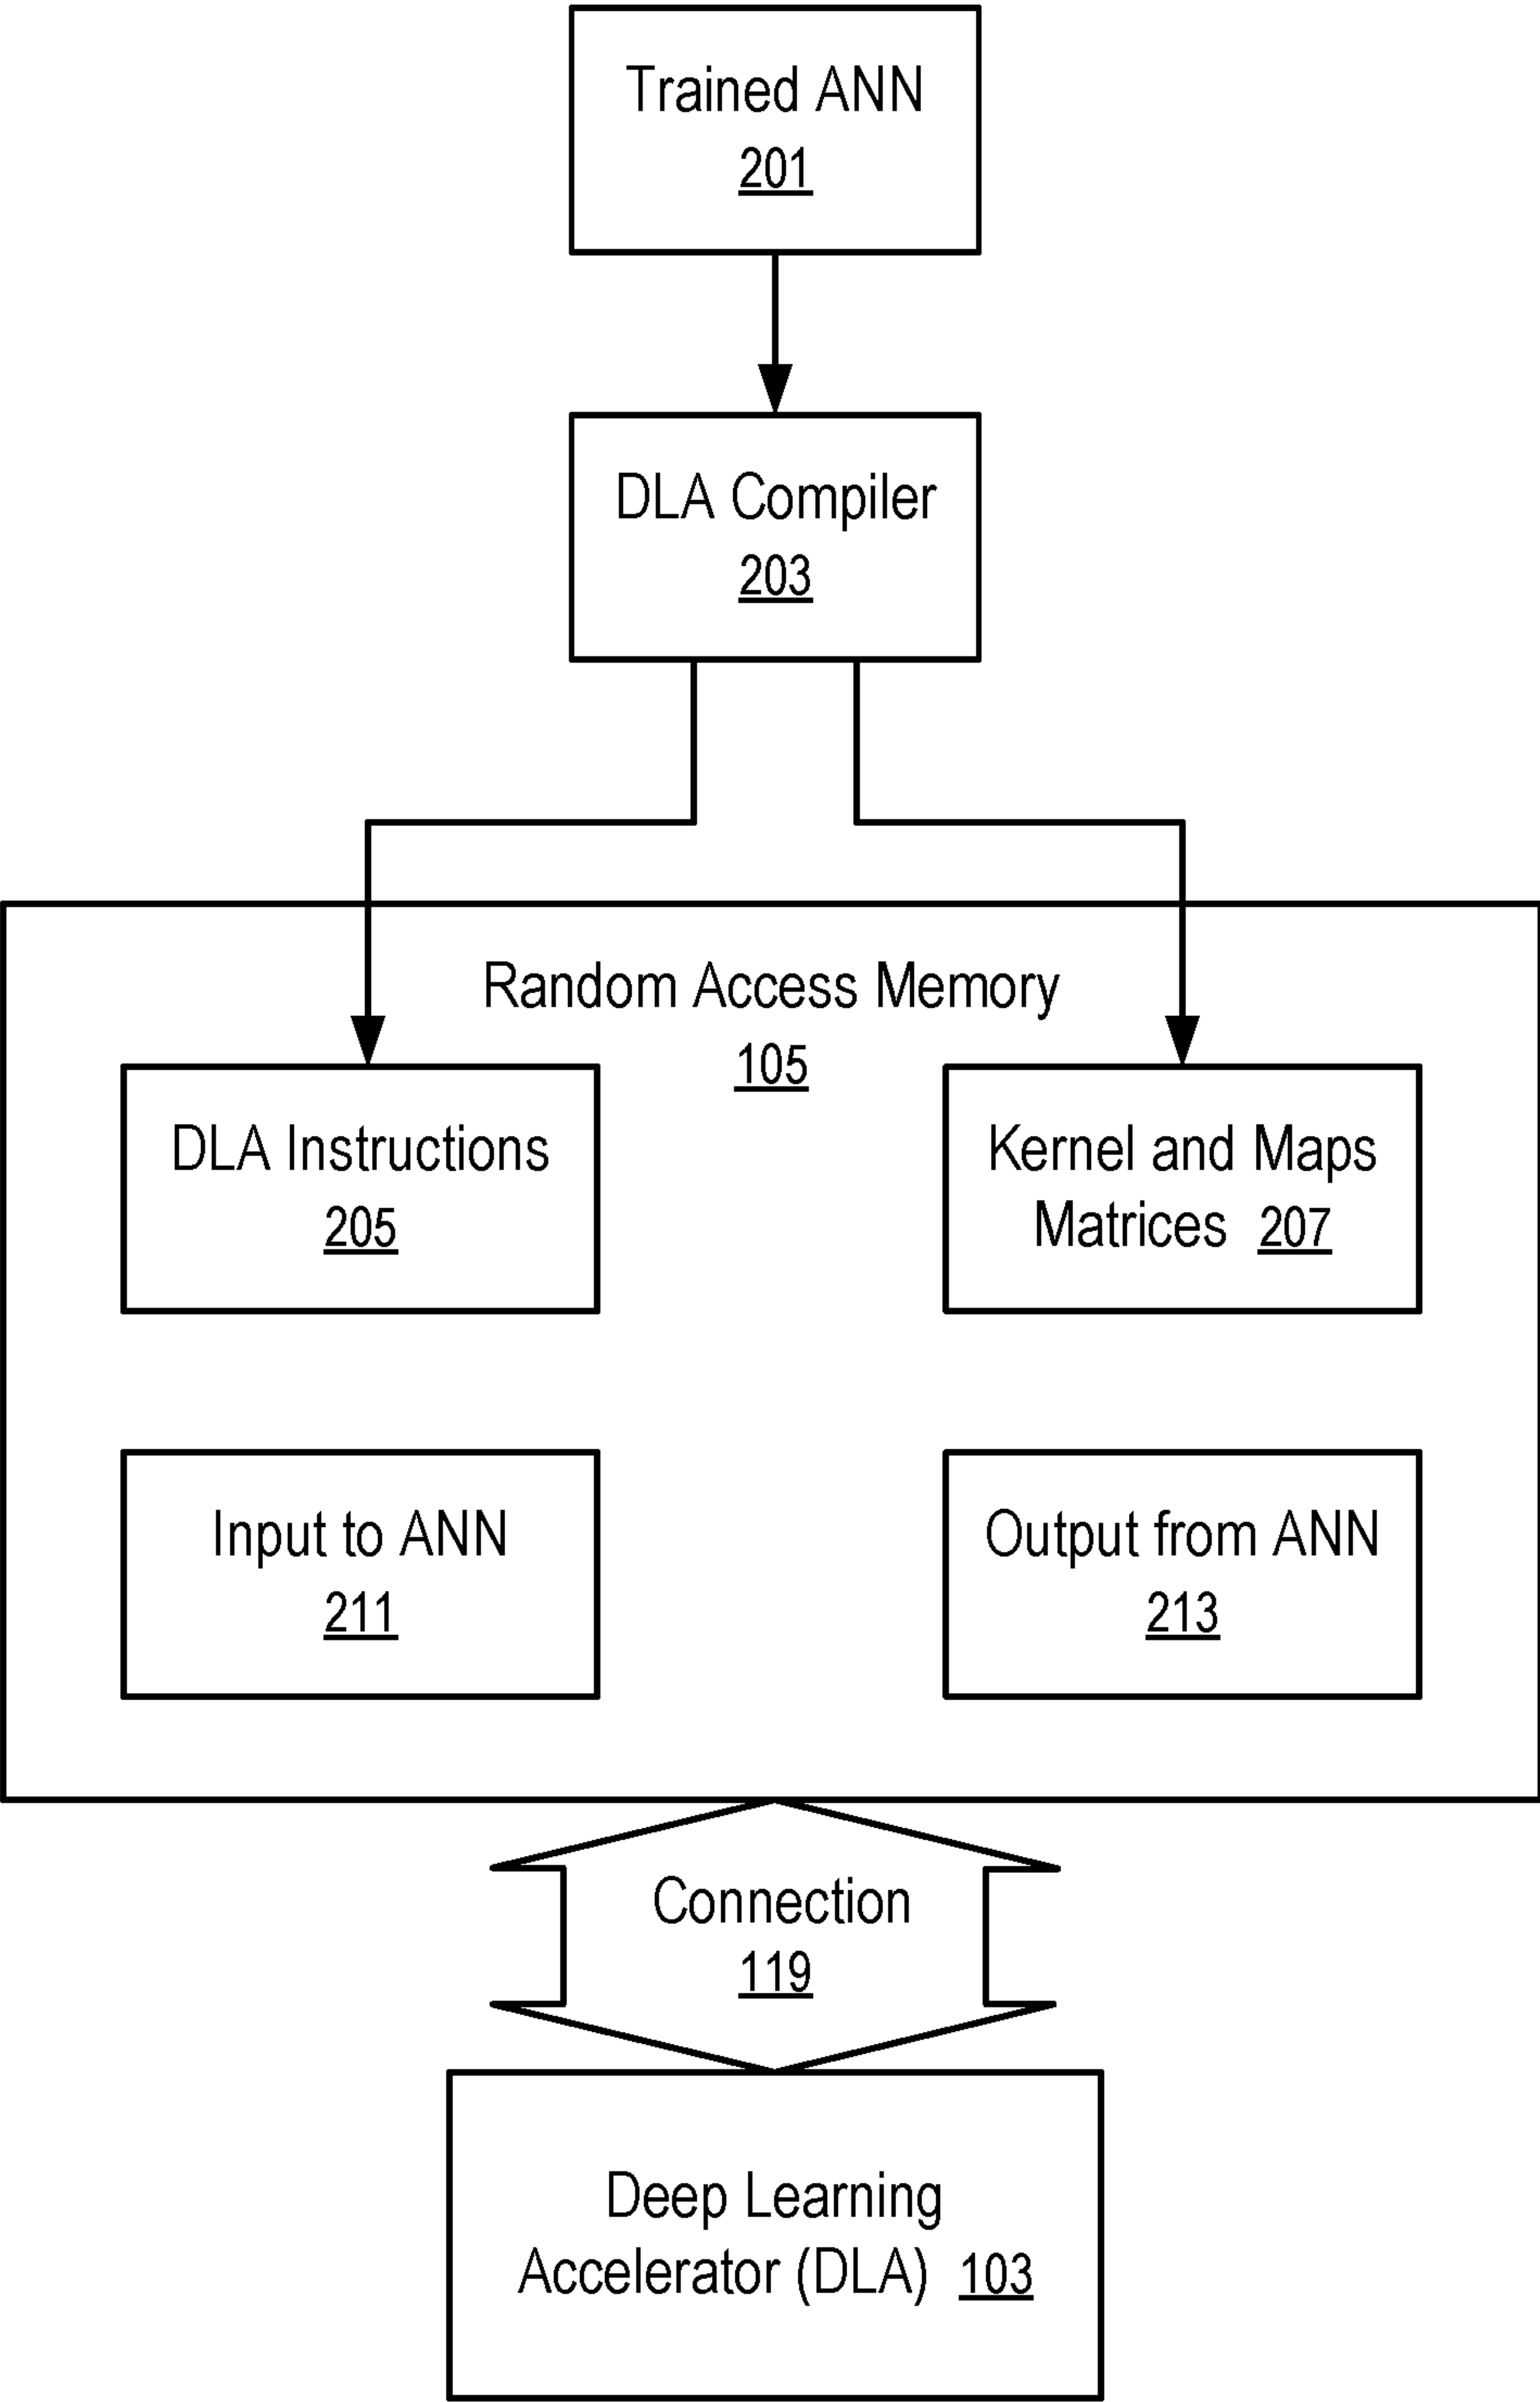 Trained ANN
201
DLA Compiler
203
Random Access Memory
105
DLA Instructions
205
Kernel and Maps
Matrices 207
Input to ANN
211
Output from ANN
213
Connection
119
Deep Learning
Accelerator (DLA) 103